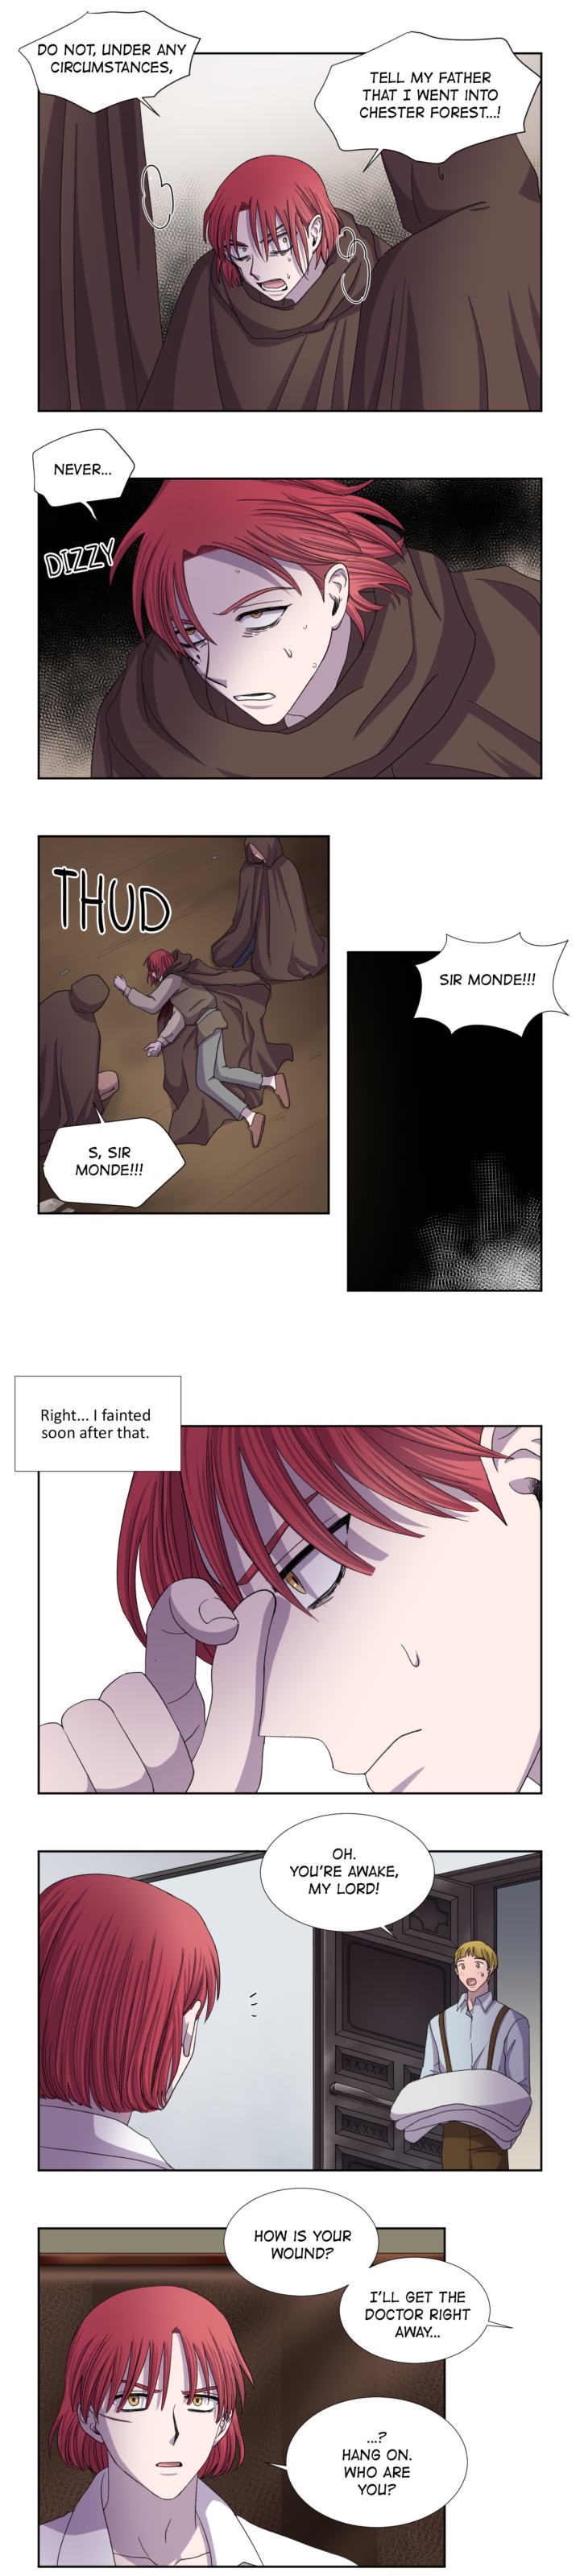 DO NOT, UNDER ANY
CIRCUMSTANCES,
TELL MY FATHER
THAT I WENT INTO
CHESTER FOREST...!
NEVER...
DIZZY
THUD
S, SIR
MONDE!!!
SIR MONDE!!!
Right... I fainted
soon after that.
OH.
YOU'RE AWAKE,
MY LORD!
HOW IS YOUR
WOUND?
I'LL GET THE
DOCTOR RIGHT
AWAY...
...?
HANG ON.
WHO ARE
YOU?